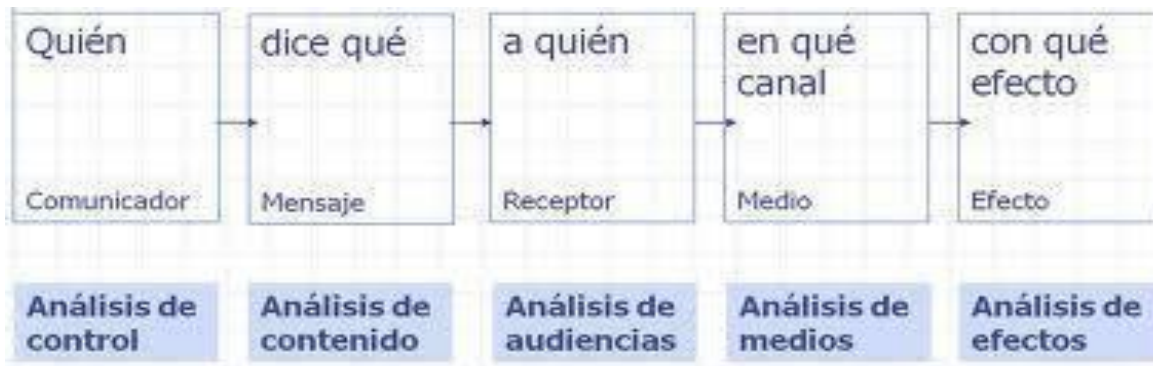 Quién
Comunicador
dice qué
Mensaje
a quién
Receptor
en qué
canal
Medio
con qué
efecto
Efecto
Análisis de
control
Análisis de
contenido
Análisis de
audiencias
Análisis de
medios
Análisis de
efectos